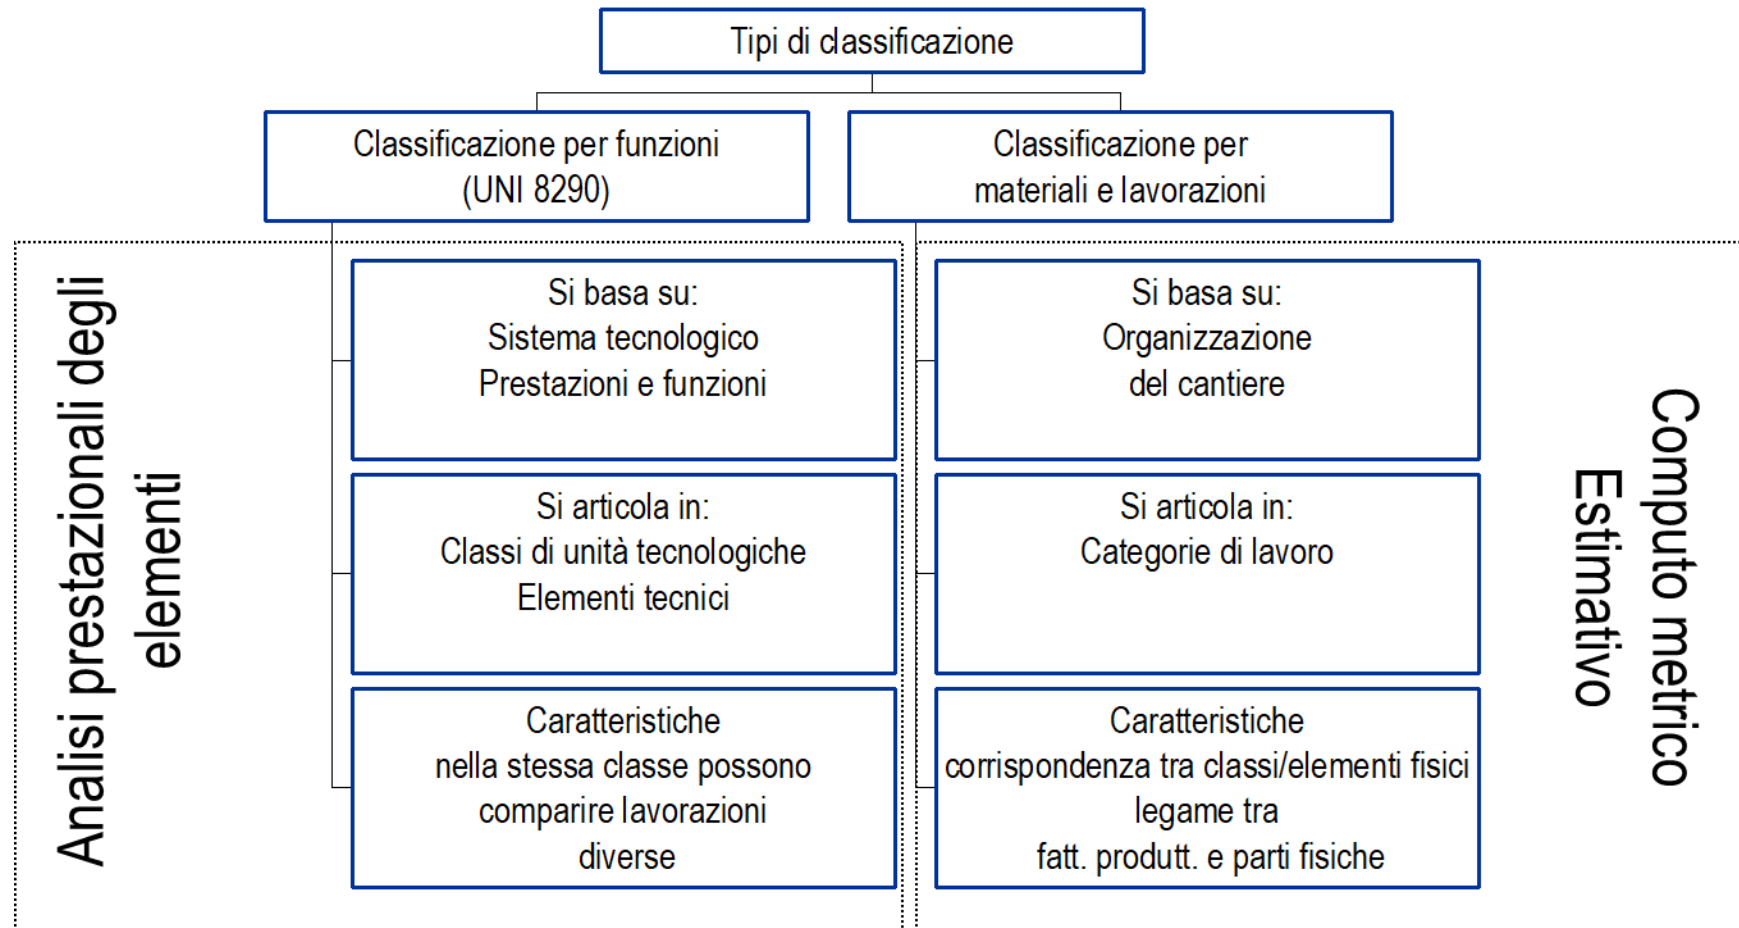 Tipi di classificazione
Classificazione per funzioni
(UNI 8290)
Classificazione per
materiali e lavorazioni
Analisi prestazionali degli
elementi
Si basa su:
Sistema tecnologico
Prestazioni e funzioni
Si articola in:
Classi di unità tecnologiche
Elementi tecnici
Caratteristiche
nella stessa classe possono
comparire lavorazioni
diverse
Si basa su:
Organizzazione
del cantiere
Si articola in:
Categorie di lavoro
Caratteristiche
corrispondenza tra classi/elementi fisici
legame tra
fatt. produtt. e parti fisiche
Computo metrico
Estimativo